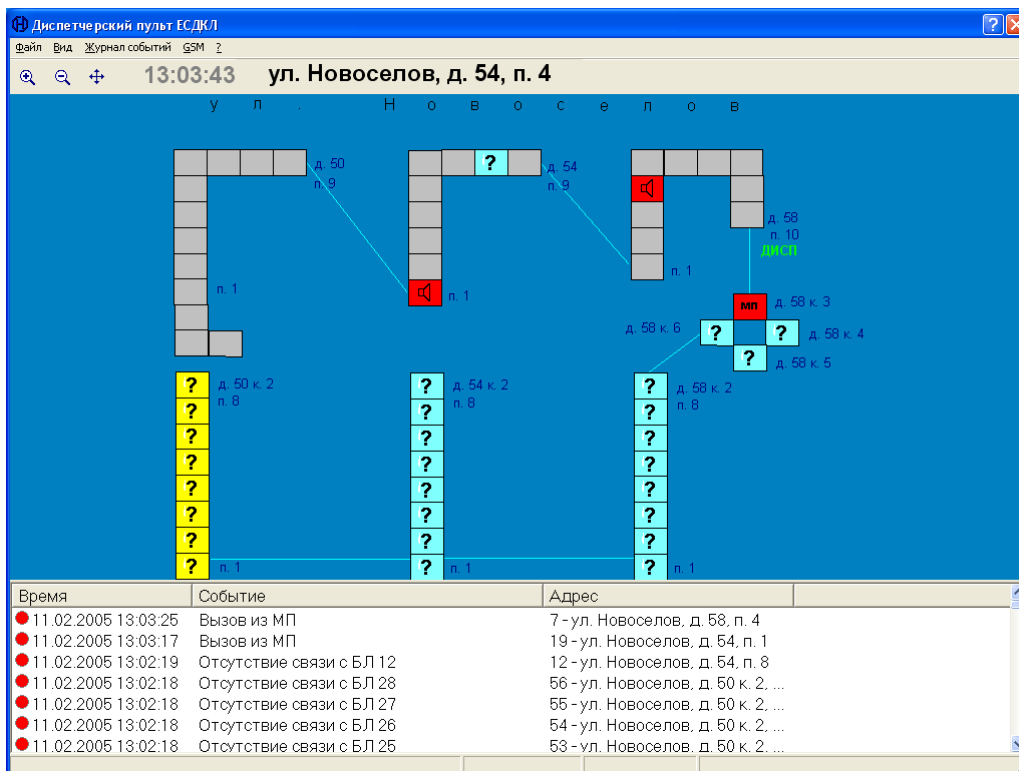 Диспетчерский пульт ЕСДКЛ
Файл Вид Журнал событий GSM ?
13:03:43 ул. Новоселов, д. 54, п. 4
ул. Новоселов
д. 50
п. 9
д. 54
п. 9
д. 58
п. 10
ДИСП
п. 1
п. 1
п. 1
мп д. 58 к. 3
д. 58 к. 6 ? ? д. 58 к. 4
? д. 58 к. 5
?
? д. 50 к. 2
п. 8
? д. 54 к. 2
п. 8
? д. 58 к. 2
п. 8
? ? ?
? ? ?
? ? ?
? ? ?
? ? ?
? ? ?
? п. 1 ? п. 1 ? п. 1
Время Событие Адрес
11.02.2005 13:03:25 Вызов из МП 7 - ул. Новоселов, д. 58, п. 4
11.02.2005 13:03:17 Вызов из МП 19 - ул. Новоселов, д. 54, п. 1
11.02.2005 13:02:19 Отсутствие связи с БЛ 12 12 - ул. Новоселов, д. 54, п. 8
11.02.2005 13:02:18 Отсутствие связи с БЛ 28 56 - ул. Новоселов, д. 50 к. 2, ...
11.02.2005 13:02:18 Отсутствие связи с БЛ 27 55 - ул. Новоселов, д. 50 к. 2, ...
11.02.2005 13:02:18 Отсутствие связи с БЛ 26 54 - ул. Новоселов, д. 50 к. 2, ...
11.02.2005 13:02:18 Отсутствие связи с БЛ 25 53 - ул. Новоселов, д. 50 к. 2, ...